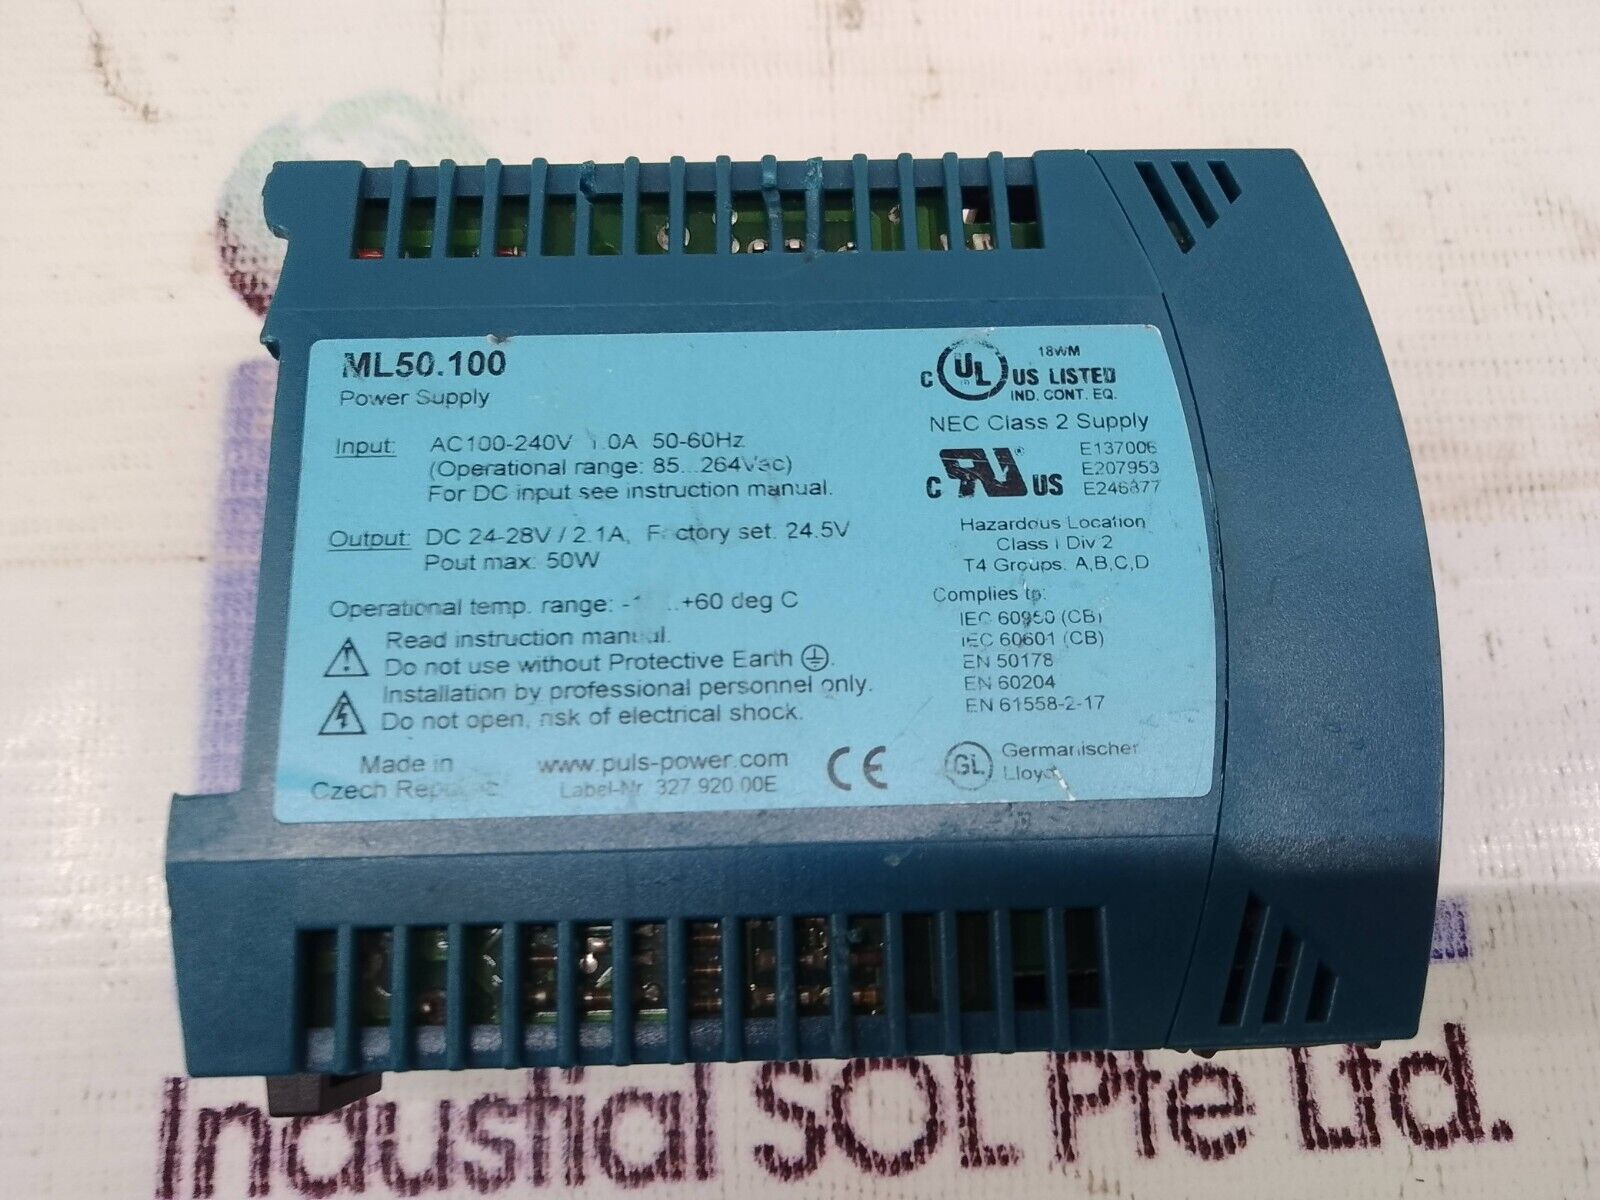 ML50.100
Power Supply
Input: AC100-240V 1.0A 50-60Hz
(Operational range: 85...264Vac)
For DC input see instruction manual.
Output: DC 24-28V / 2.1A, Factory set. 24.5V
Pout max: 50W
Operational temp. range: ...+60 deg C
Read instruction manual.
Do not use without Protective Earth.
Installation by professional personnel only.
Do not open, risk of electrical shock.
Made in
Czech Republic
www.puls-power.com
Label-Nr. 327.920.00E
CE
C UL US LISTED
18WM
IND. CONT. EQ.
NEC Class 2 Supply
C RU US
E137006
E207953
E246877
Hazardous Location
Class I Div 2
T4 Groups: A,B,C,D
Complies to:
IEC 60950 (CB)
IEC 60601 (CB)
EN 50178
EN 60204
EN 61558-2-17
GL
Germanischer
Lloyd
Industial SOL Pte Ltd.